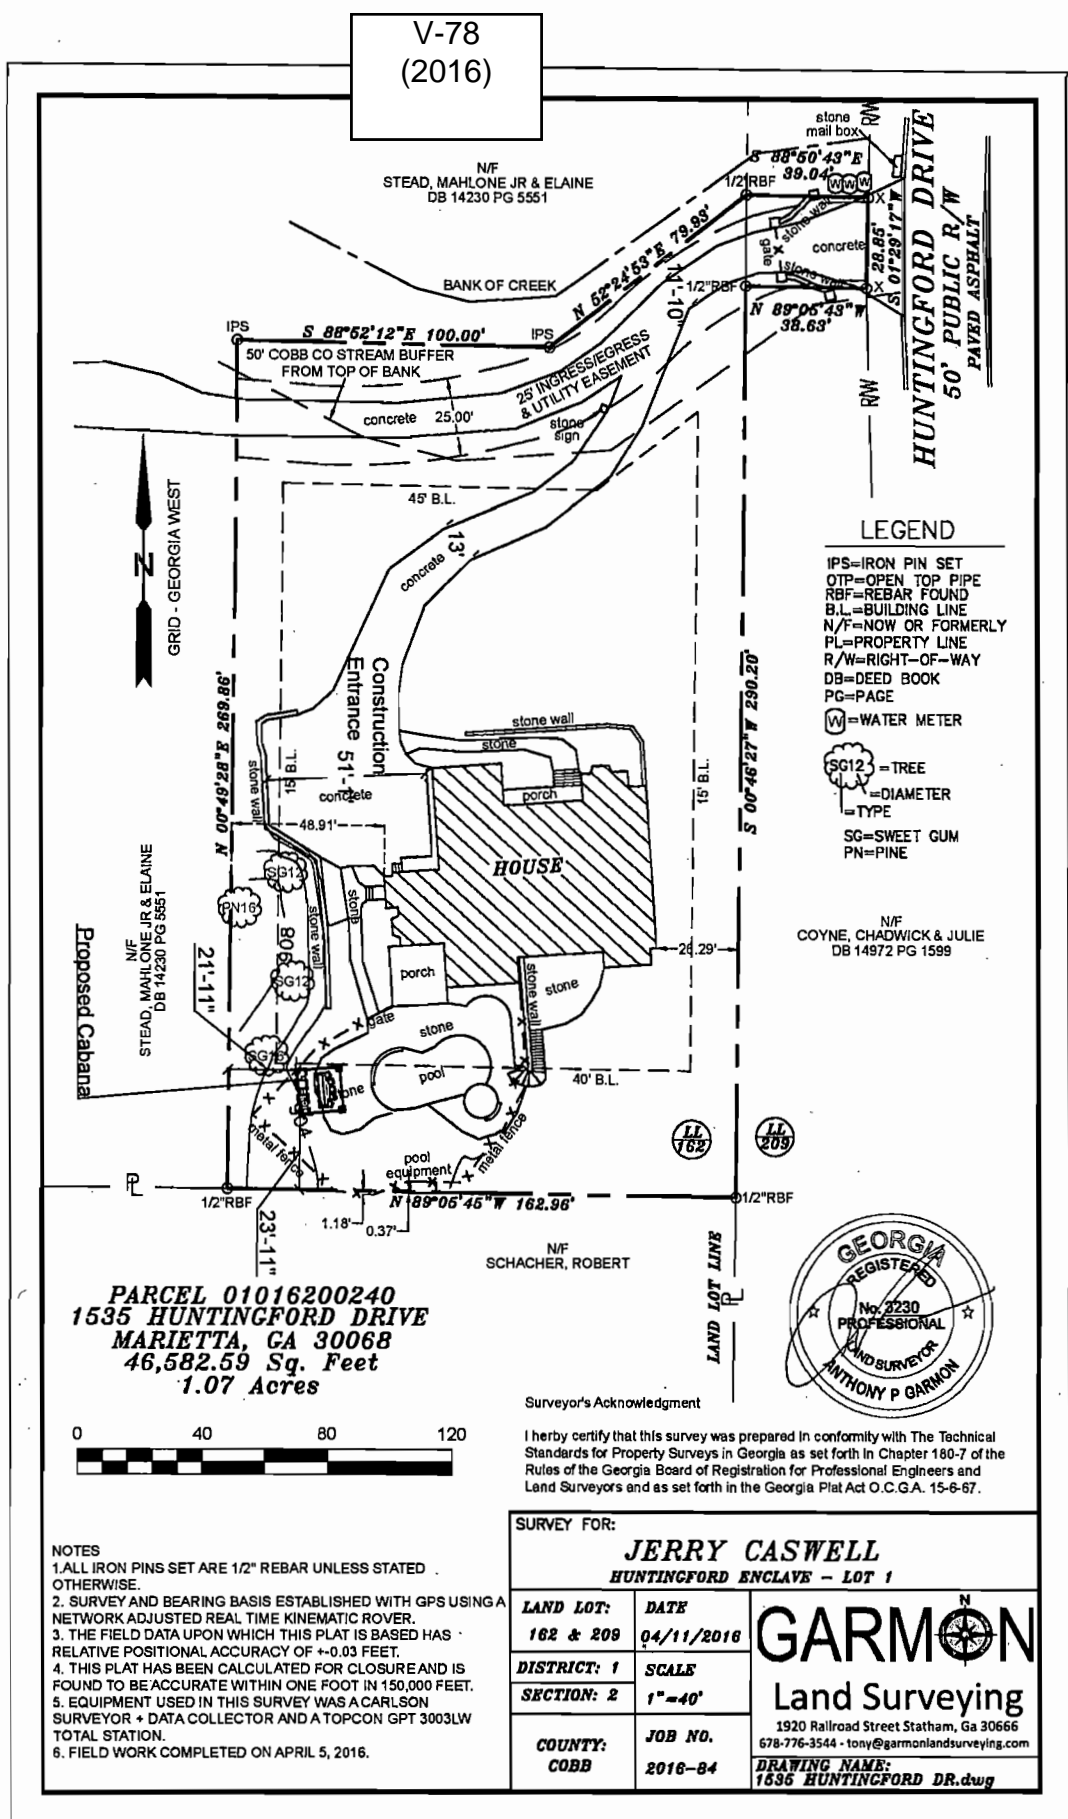 V-78
(2016)
stone
mail box
R/W
N/F
STEAD, MAHLONE JR & ELAINE
DB 14230 PG 5551
S 88°50'43"E
39.04'
1/2"RBF
W W W
X
HUNTINGFORD DRIVE
50' PUBLIC R/W
PAVED ASPHALT
stone wall
gate
concrete
28.85'
S 01°29'17"W
stone wall
1/2"RBF
X
N 89°05'43"W
38.63'
BANK OF CREEK
N 52°24'53"E 79.93'
11'-10"
IPS
S 88°52'12"E 100.00'
IPS
50' COBB CO STREAM BUFFER
FROM TOP OF BANK
25' INGRESS/EGRESS
& UTILITY EASEMENT
R/W
concrete
25.00'
stone
sign
45' B.L.
13'
concrete
N
GRID - GEORGIA WEST
LEGEND
IPS=IRON PIN SET
OTP=OPEN TOP PIPE
RBF=REBAR FOUND
B.L.=BUILDING LINE
N/F=NOW OR FORMERLY
PL=PROPERTY LINE
R/W=RIGHT-OF-WAY
DB=DEED BOOK
PG=PAGE
W =WATER METER
SG12 =TREE
=DIAMETER
=TYPE
SG=SWEET GUM
PN=PINE
N 00°49'28"E 269.86'
S 00°46'27"W 290.20'
Construction
Entrance
stone wall
stone
15' B.L.
15' B.L.
stone wall
concrete
porch
48.91'
HOUSE
SG12
PN16
stone
stone wall
908
N/F
STEAD, MAHLONE JR & ELAINE
DB 14230 PG 5551
21'-11"
Proposed Cabana
N/F
COYNE, CHADWICK & JULIE
DB 14972 PG 1599
26.29'
SG12
porch
stone wall
stone
gate
stone
pool
40' B.L.
stone
904
metal fence
metal fence
pool
equipment
LL
162
LL
209
PL
1/2"RBF
N 89°05'45"W 162.96'
1/2"RBF
1.18'
0.37'
23'-11"
N/F
SCHACHER, ROBERT
LAND LOT LINE
PL
PARCEL 01016200240
1535 HUNTINGFORD DRIVE
MARIETTA, GA 30068
46,582.59 Sq. Feet
1.07 Acres
GEORGIA
REGISTERED
No. 3230
PROFESSIONAL
LAND SURVEYOR
ANTHONY P GARMON
0 40 80 120
Surveyor's Acknowledgment
I herby certify that this survey was prepared in conformity with The Technical
Standards for Property Surveys in Georgia as set forth in Chapter 180-7 of the
Rules of the Georgia Board of Registration for Professional Engineers and
Land Surveyors and as set forth in the Georgia Plat Act O.C.G.A. 15-6-67.
NOTES
1.ALL IRON PINS SET ARE 1/2" REBAR UNLESS STATED
OTHERWISE.
2. SURVEY AND BEARING BASIS ESTABLISHED WITH GPS USING A
NETWORK ADJUSTED REAL TIME KINEMATIC ROVER.
3. THE FIELD DATA UPON WHICH THIS PLAT IS BASED HAS
RELATIVE POSITIONAL ACCURACY OF +-0.03 FEET.
4. THIS PLAT HAS BEEN CALCULATED FOR CLOSURE AND IS
FOUND TO BE ACCURATE WITHIN ONE FOOT IN 150,000 FEET.
5. EQUIPMENT USED IN THIS SURVEY WAS A CARLSON
SURVEYOR + DATA COLLECTOR AND A TOPCON GPT 3003LW
TOTAL STATION.
6. FIELD WORK COMPLETED ON APRIL 5, 2016.
SURVEY FOR:
JERRY CASWELL
HUNTINGFORD ENCLAVE - LOT 1
LAND LOT:
162 & 209
DATE
04/11/2016
DISTRICT: 1
SECTION: 2
SCALE
1"=40'
COUNTY:
COBB
JOB NO.
2016-84
N
GARMON
Land Surveying
1920 Railroad Street Statham, Ga 30666
678-776-3544 - tony@garmonlandsurveying.com
DRAWING NAME:
1535 HUNTINGFORD DR.dwg